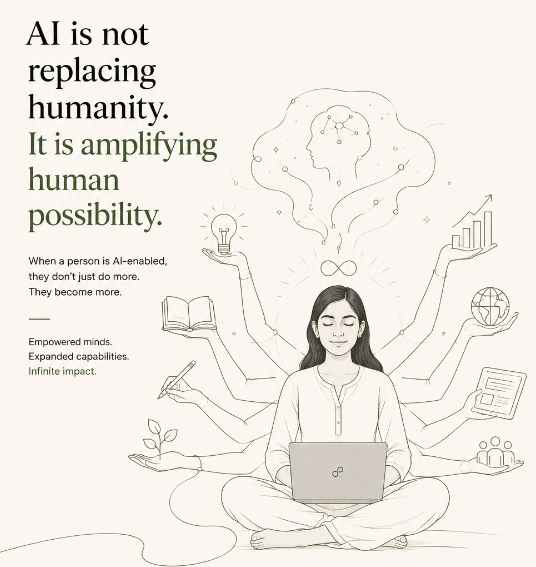 AI is not
replacing
humanity.
It is amplifying
human
possibility.
When a person is AI-enabled,
they don't just do more.
They become more.
Empowered minds.
Expanded capabilities.
Infinite impact.